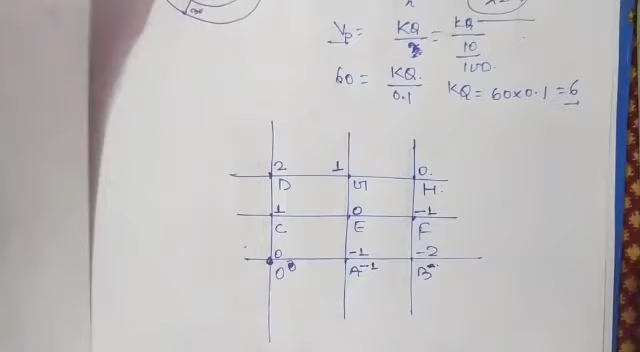 Vp = KQ/r = KQ/10/100
60 = KQ/0.1 KQ = 60×0.1 = 6
2 1 0
D G H
1 0 -1
C E F
0 -1 -2
O A B